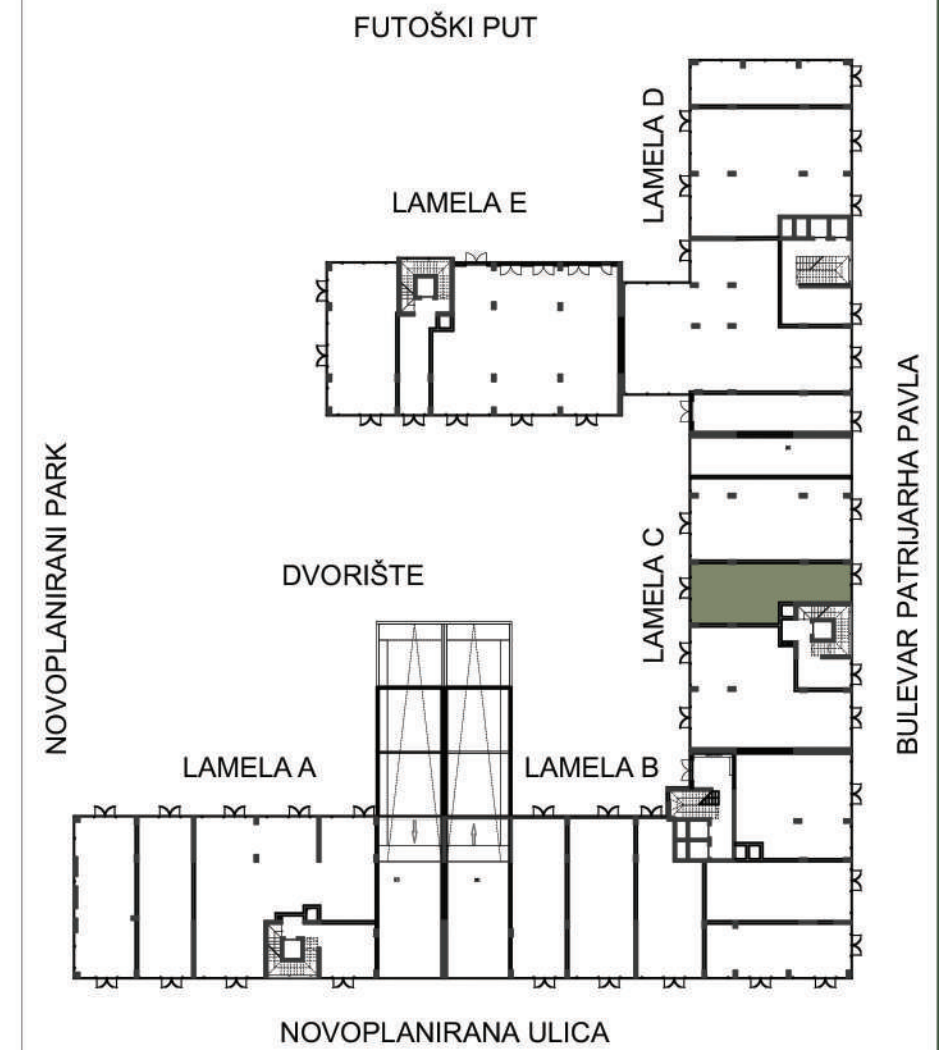 FUTOŠKI PUT
LAMELA D
LAMELA E
BULEVAR PATRIJARHA PAVLA
NOVOPLANIRANI PARK
LAMELA C
DVORIŠTE
LAMELA A
LAMELA B
NOVOPLANIRANA ULICA